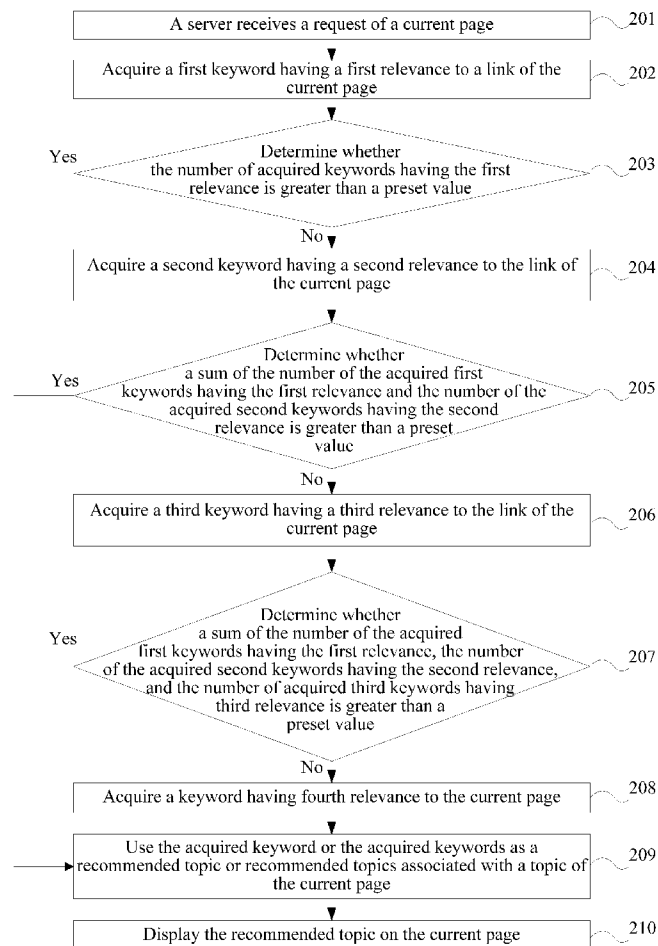 A server receives a request of a current page
201
Acquire a first keyword having a first relevance to a link of the
current page
202
Yes
Determine whether
the number of acquired keywords having the first
relevance is greater than a preset value
203
No
Acquire a second keyword having a second relevance to the link of
the current page
204
Yes
Determine whether
a sum of the number of the acquired first
keywords having the first relevance and the number of the
acquired second keywords having the second
relevance is greater than a preset
value
205
No
Acquire a third keyword having a third relevance to the link of the
current page
206
Yes
Determine whether
a sum of the number of the acquired
first keywords having the first relevance, the number
of the acquired second keywords having the second relevance,
and the number of acquired third keywords having
third relevance is greater than a
preset value
207
No
Acquire a keyword having fourth relevance to the current page
208
Use the acquired keyword or the acquired keywords as a
recommended topic or recommended topics associated with a topic of
the current page
209
Display the recommended topic on the current page
210